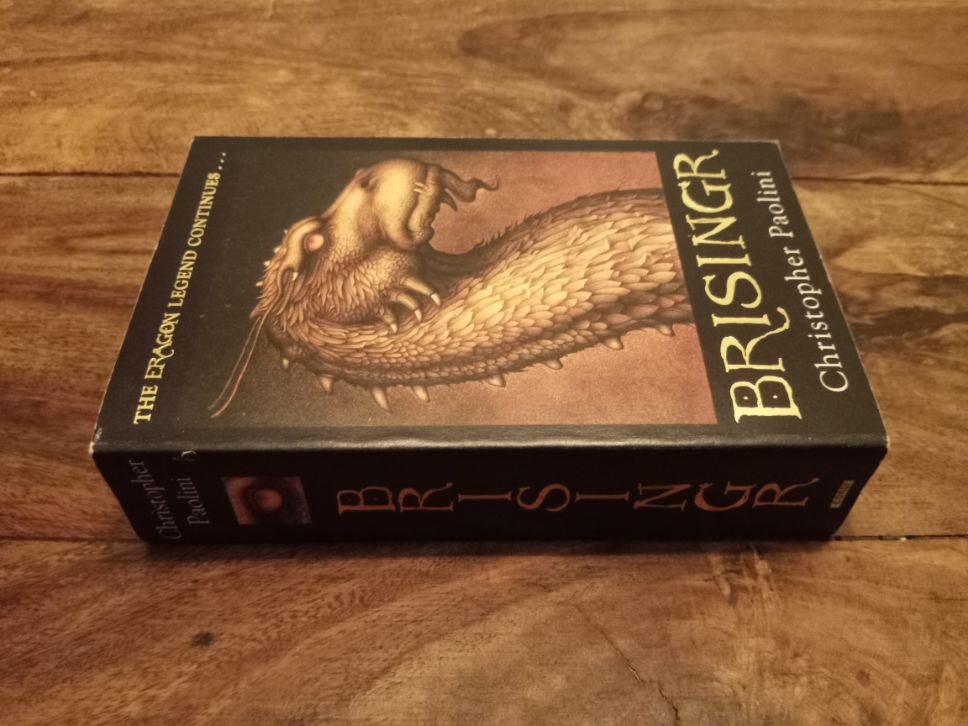 THE ERAGON LEGEND CONTINUES...
BRISINGR
Christopher Paolini
Christopher
Paolini
BRISINGR